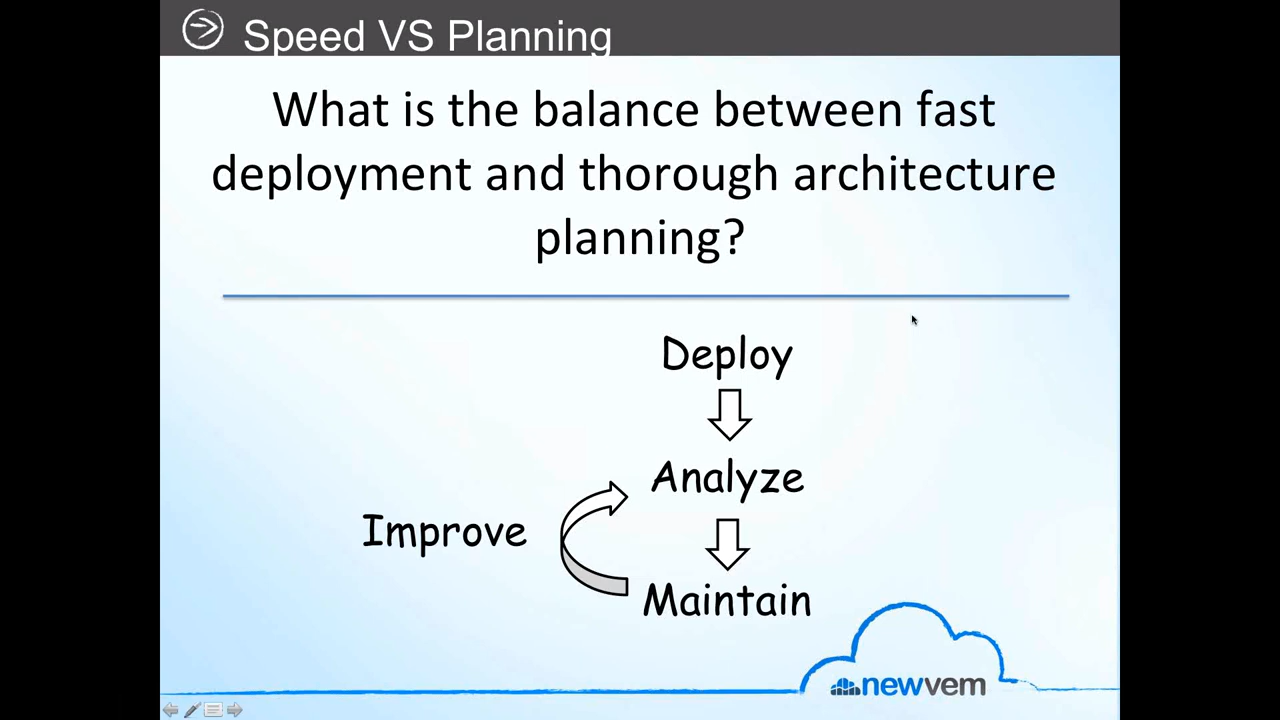 Speed VS Planning
What is the balance between fast
deployment and thorough architecture
planning?
Deploy
Analyze
Improve
Maintain
newvem